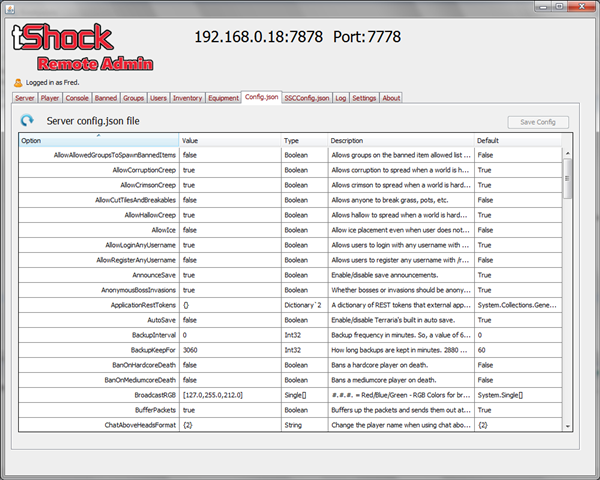 tShock
Remote Admin
192.168.0.18:7878 Port:7778
Logged in as Fred.
Server Player Console Banned Groups Users Inventory Equipment Config.json SSCConfig.json Log Settings About
Server config.json file Save Config
Option Value Type Description Default
AllowAllowedGroupsToSpawnBannedItems false Boolean Allows groups on the banned item allowed list ... False
AllowCorruptionCreep true Boolean Allows corruption to spread when a world is h... True
AllowCrimsonCreep true Boolean Allows crimson to spread when a world is hard... True
AllowCutTilesAndBreakables false Boolean Allows anyone to break grass, pots, etc. False
AllowHallowCreep true Boolean Allows hallow to spread when a world is hard... True
AllowIce false Boolean Allow ice placement even when user does not... False
AllowLoginAnyUsername true Boolean Allows users to login with any username with ... True
AllowRegisterAnyUsername false Boolean Allows users to register any username with /r... False
AnnounceSave true Boolean Enable/disable save announcements. True
AnonymousBossInvasions true Boolean Whether bosses or invasions should be anony... True
ApplicationRestTokens {} Dictionary`2 A dictionary of REST tokens that external app... System.Collections.Gene...
AutoSave false Boolean Enable/disable Terraria's built in auto save. True
BackupInterval 0 Int32 Backup frequency in minutes. So, a value of 6... 0
BackupKeepFor 3060 Int32 How long backups are kept in minutes. 2880 ... 60
BanOnHardcoreDeath false Boolean Bans a hardcore player on death. False
BanOnMediumcoreDeath false Boolean Bans a mediumcore player on death. False
BroadcastRGB [127.0,255.0,212.0] Single[] #.#.#. = Red/Blue/Green - RGB Colors for br... System.Single[]
BufferPackets true Boolean Buffers up the packets and sends them out at... True
ChatAboveHeadsFormat {2} String Change the player name when using chat abo... {2}